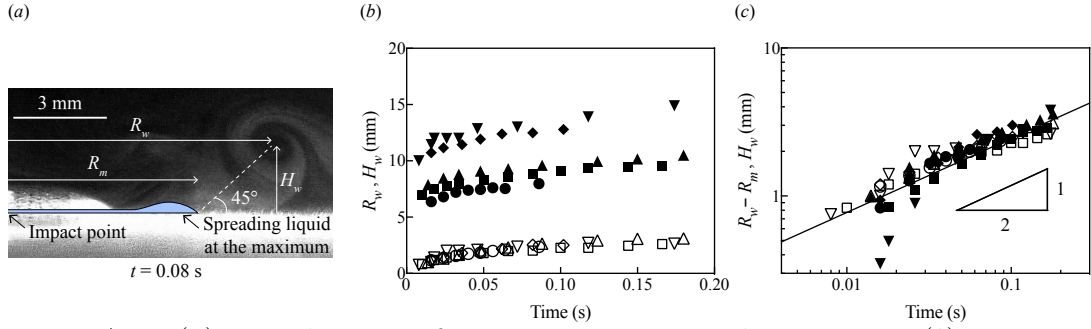 (a)
3 mm
R_w
R_m
H_w
45°
Impact point
Spreading liquid
at the maximum
t = 0.08 s
(b)
R_w, H_w (mm)
20
15
10
5
0
0.05
0.10
0.15
0.20
Time (s)
(c)
R_w – R_m, H_w (mm)
10
1
1
2
0.01
0.1
Time (s)